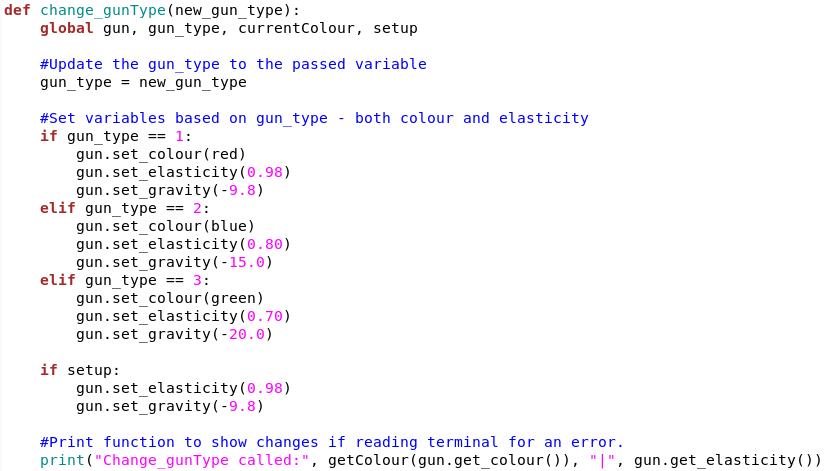 def change_gunType(new_gun_type):
    global gun, gun_type, currentColour, setup

    #Update the gun_type to the passed variable
    gun_type = new_gun_type

    #Set variables based on gun_type - both colour and elasticity
    if gun_type == 1:
        gun.set_colour(red)
        gun.set_elasticity(0.98)
        gun.set_gravity(-9.8)
    elif gun_type == 2:
        gun.set_colour(blue)
        gun.set_elasticity(0.80)
        gun.set_gravity(-15.0)
    elif gun_type == 3:
        gun.set_colour(green)
        gun.set_elasticity(0.70)
        gun.set_gravity(-20.0)

    if setup:
        gun.set_elasticity(0.98)
        gun.set_gravity(-9.8)

    #Print function to show changes if reading terminal for an error.
    print("Change_gunType called:", getColour(gun.get_colour()), "|", gun.get_elasticity())